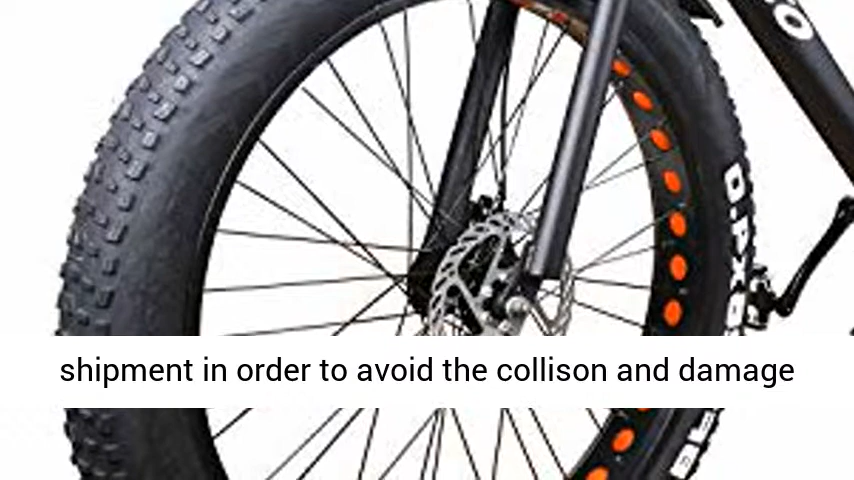 shipment in order to avoid the collison and damage